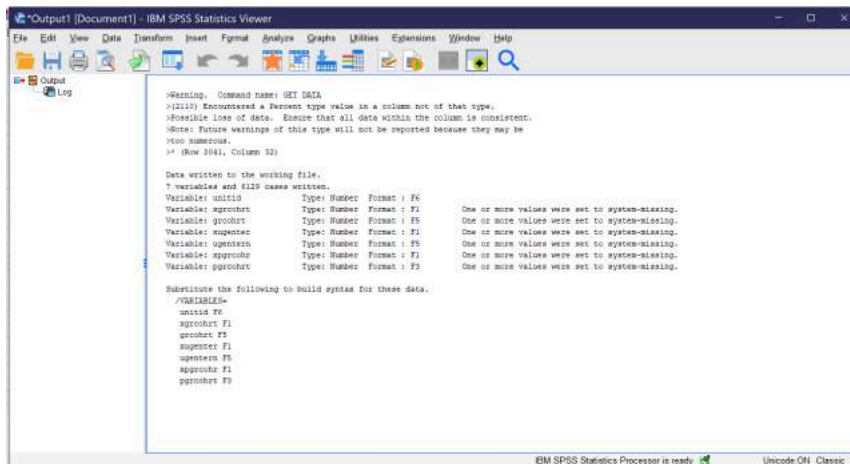 *Output1 [Document1] - IBM SPSS Statistics Viewer
File Edit View Data Transform Insert Format Analyze Graphs Utilities Extensions Window Help
Output
Log
>Warning. Command name: GET DATA
>(2110) Encountered a Percent type value in a column not of that type.
>Possible loss of data. Ensure that all data within the column is consistent.
>Note: Future warnings of this type will not be reported because they may be
>too numerous.
>* (Row 2041, Column 32)
Data written to the working file.
7 variables and 6129 cases written.
Variable: unitid Type: Number Format : F6
Variable: xgrcohrt Type: Number Format : F1 One or more values were set to system-missing.
Variable: grcohrt Type: Number Format : F5 One or more values were set to system-missing.
Variable: xugenter Type: Number Format : F1 One or more values were set to system-missing.
Variable: ugentern Type: Number Format : F5 One or more values were set to system-missing.
Variable: xpgrcohr Type: Number Format : F1 One or more values were set to system-missing.
Variable: pgrcohrt Type: Number Format : F3 One or more values were set to system-missing.
Substitute the following to build syntax for these data.
/VARIABLES=
unitid F6
xgrcohrt F1
grcohrt F5
xugenter F1
ugentern F5
xpgrcohr F1
pgrcohrt F3
IBM SPSS Statistics Processor is ready Unicode:ON Classic